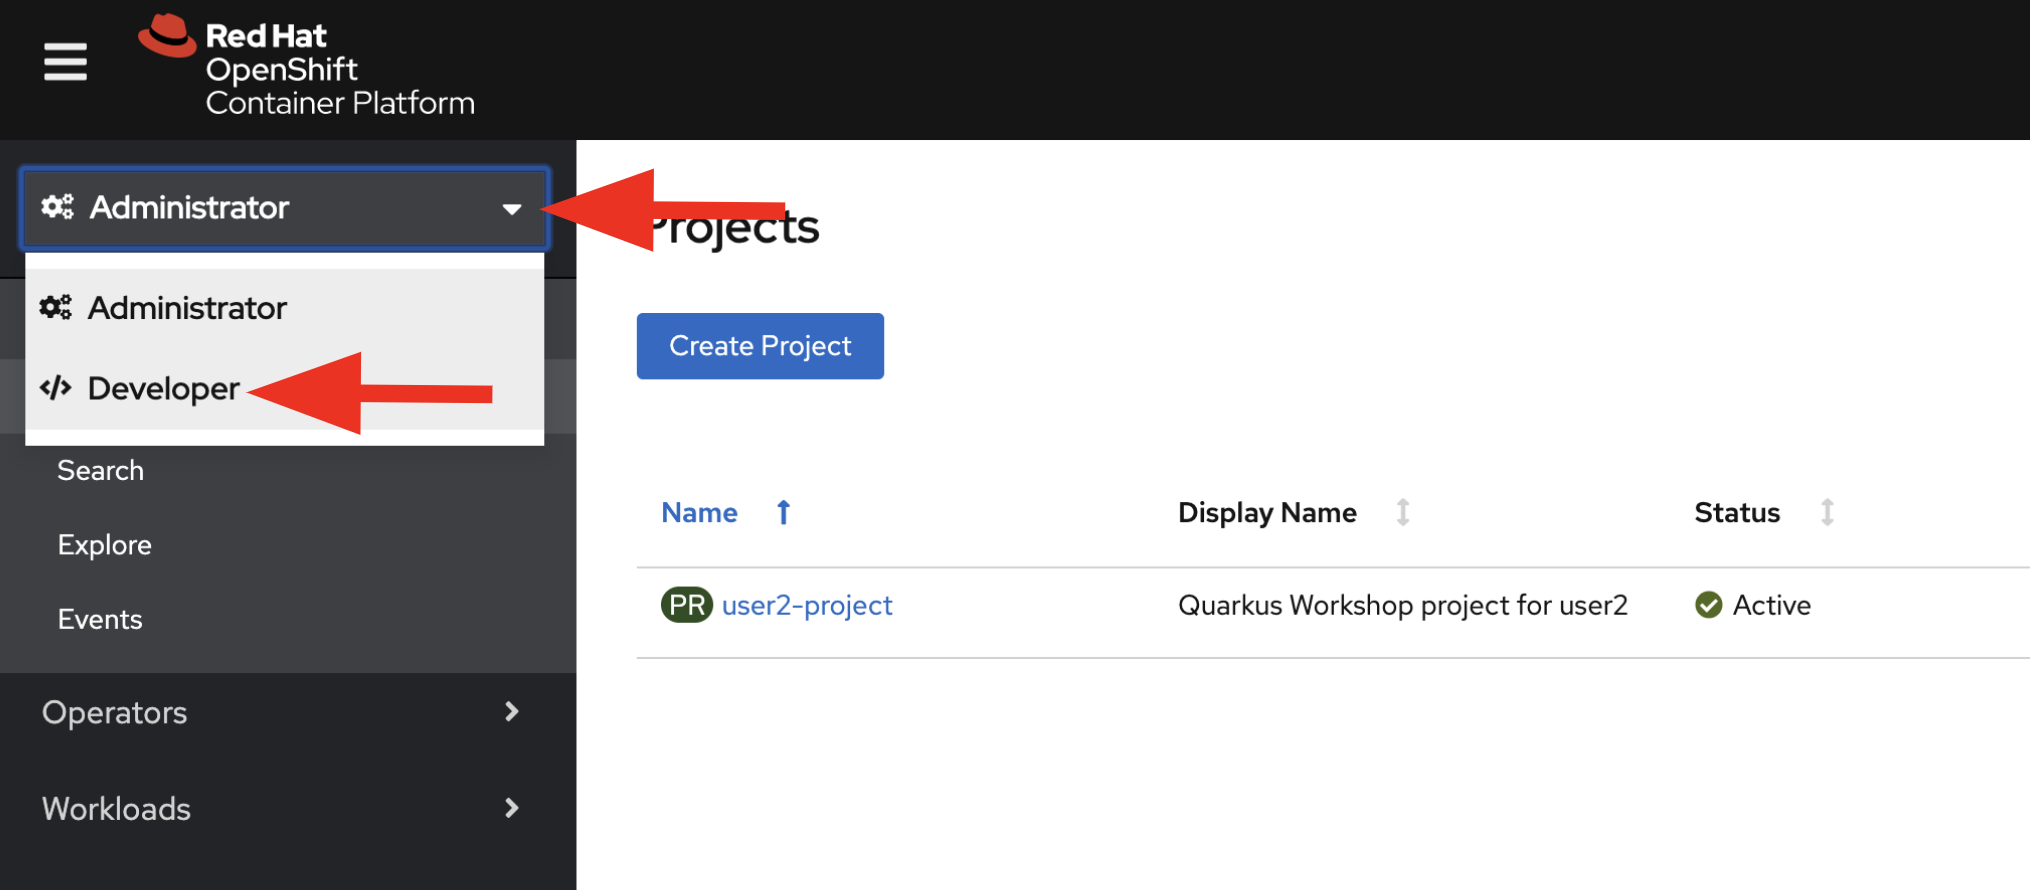 Red Hat
OpenShift
Container Platform
Administrator
Administrator
Developer
Search
Explore
Events
Operators
Workloads
Projects
Create Project
Name Display Name Status
PR user2-project Quarkus Workshop project for user2 Active